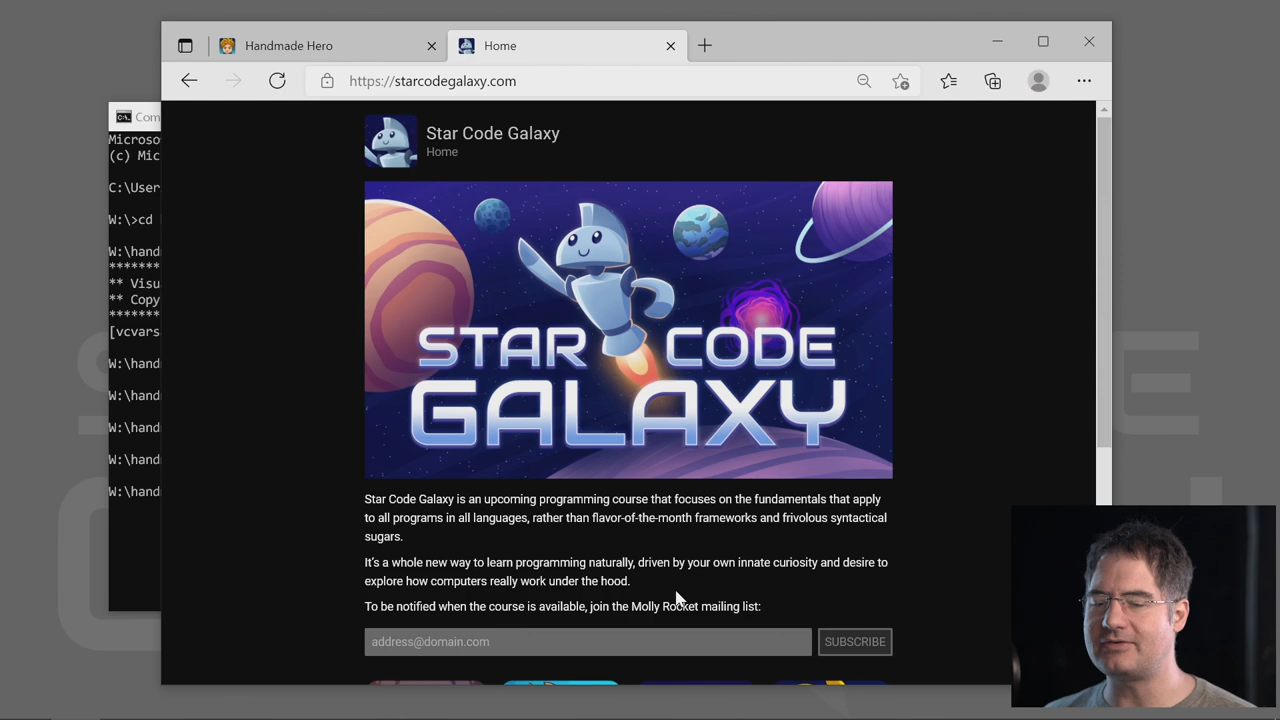 Handmade Hero
Home
https://starcodegalaxy.com
Microso
(c) Mic
C:\User
W:\>cd
W:\hand
********
** Visu
** Copy
********
[vcvars
W:\hand
W:\hand
W:\hand
W:\hand
W:\hand
Star Code Galaxy
Home
STAR CODE
GALAXY
Star Code Galaxy is an upcoming programming course that focuses on the fundamentals that apply
to all programs in all languages, rather than flavor-of-the-month frameworks and frivolous syntactical
sugars.
It's a whole new way to learn programming naturally, driven by your own innate curiosity and desire to
explore how computers really work under the hood.
To be notified when the course is available, join the Molly Rocket mailing list:
address@domain.com
SUBSCRIBE